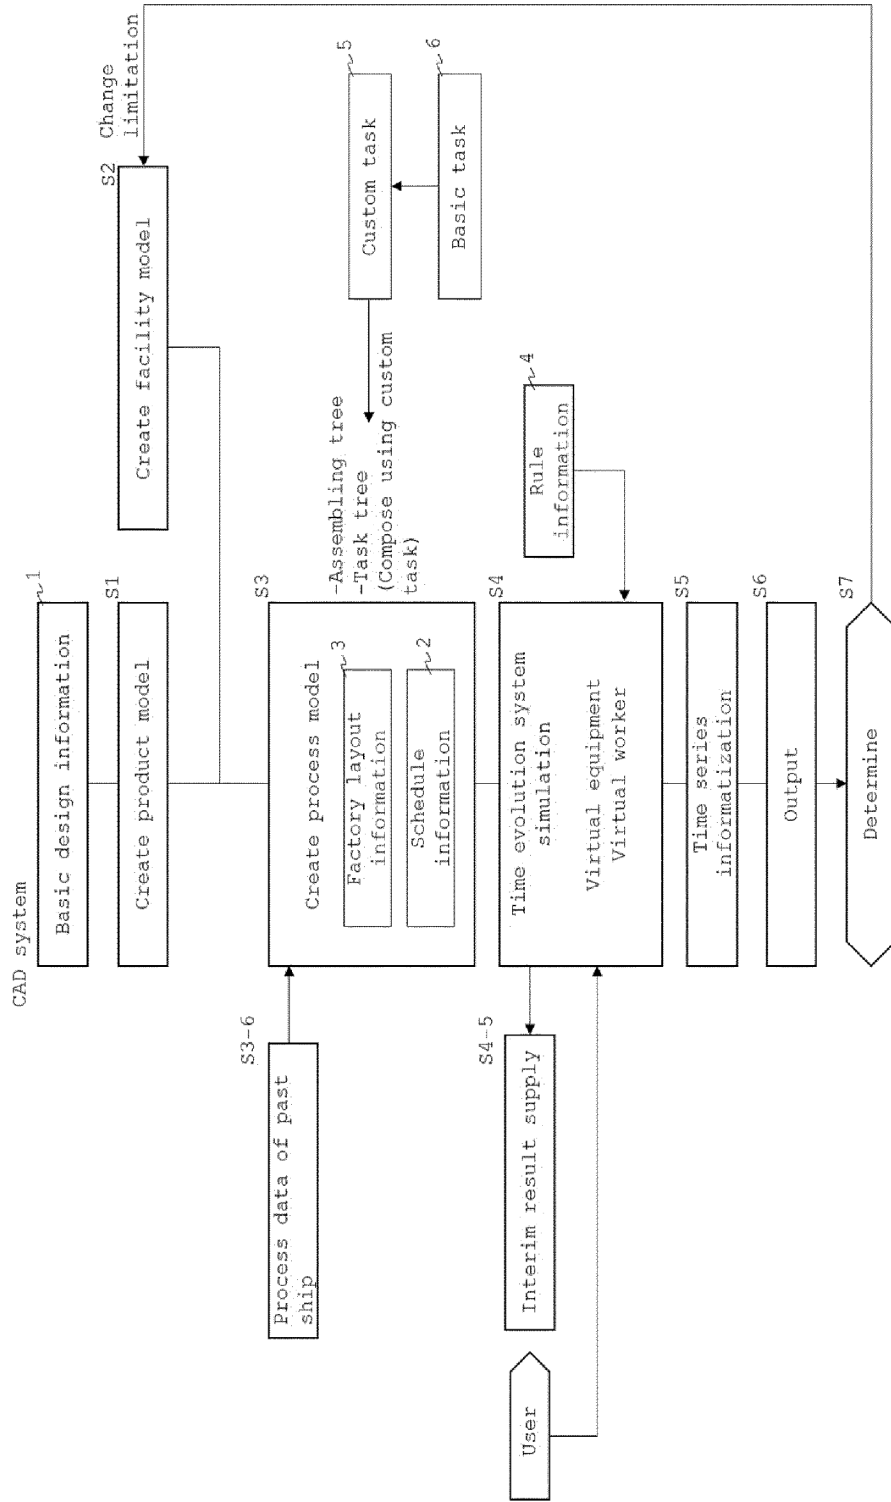 CAD system
1
Basic design information
S1
Create product model
S2
Change
limitation
Create facility model
S3
Create process model
3
Factory layout
information
2
Schedule
information
S3-6
Process data of past
ship
-Assembling tree
-Task tree
(Compose using custom
task)
5
Custom task
6
Basic task
S4
Time evolution system
simulation
Virtual equipment
Virtual worker
4
Rule
information
S4-5
Interim result supply
User
S5
Time series
informatization
S6
Output
S7
Determine